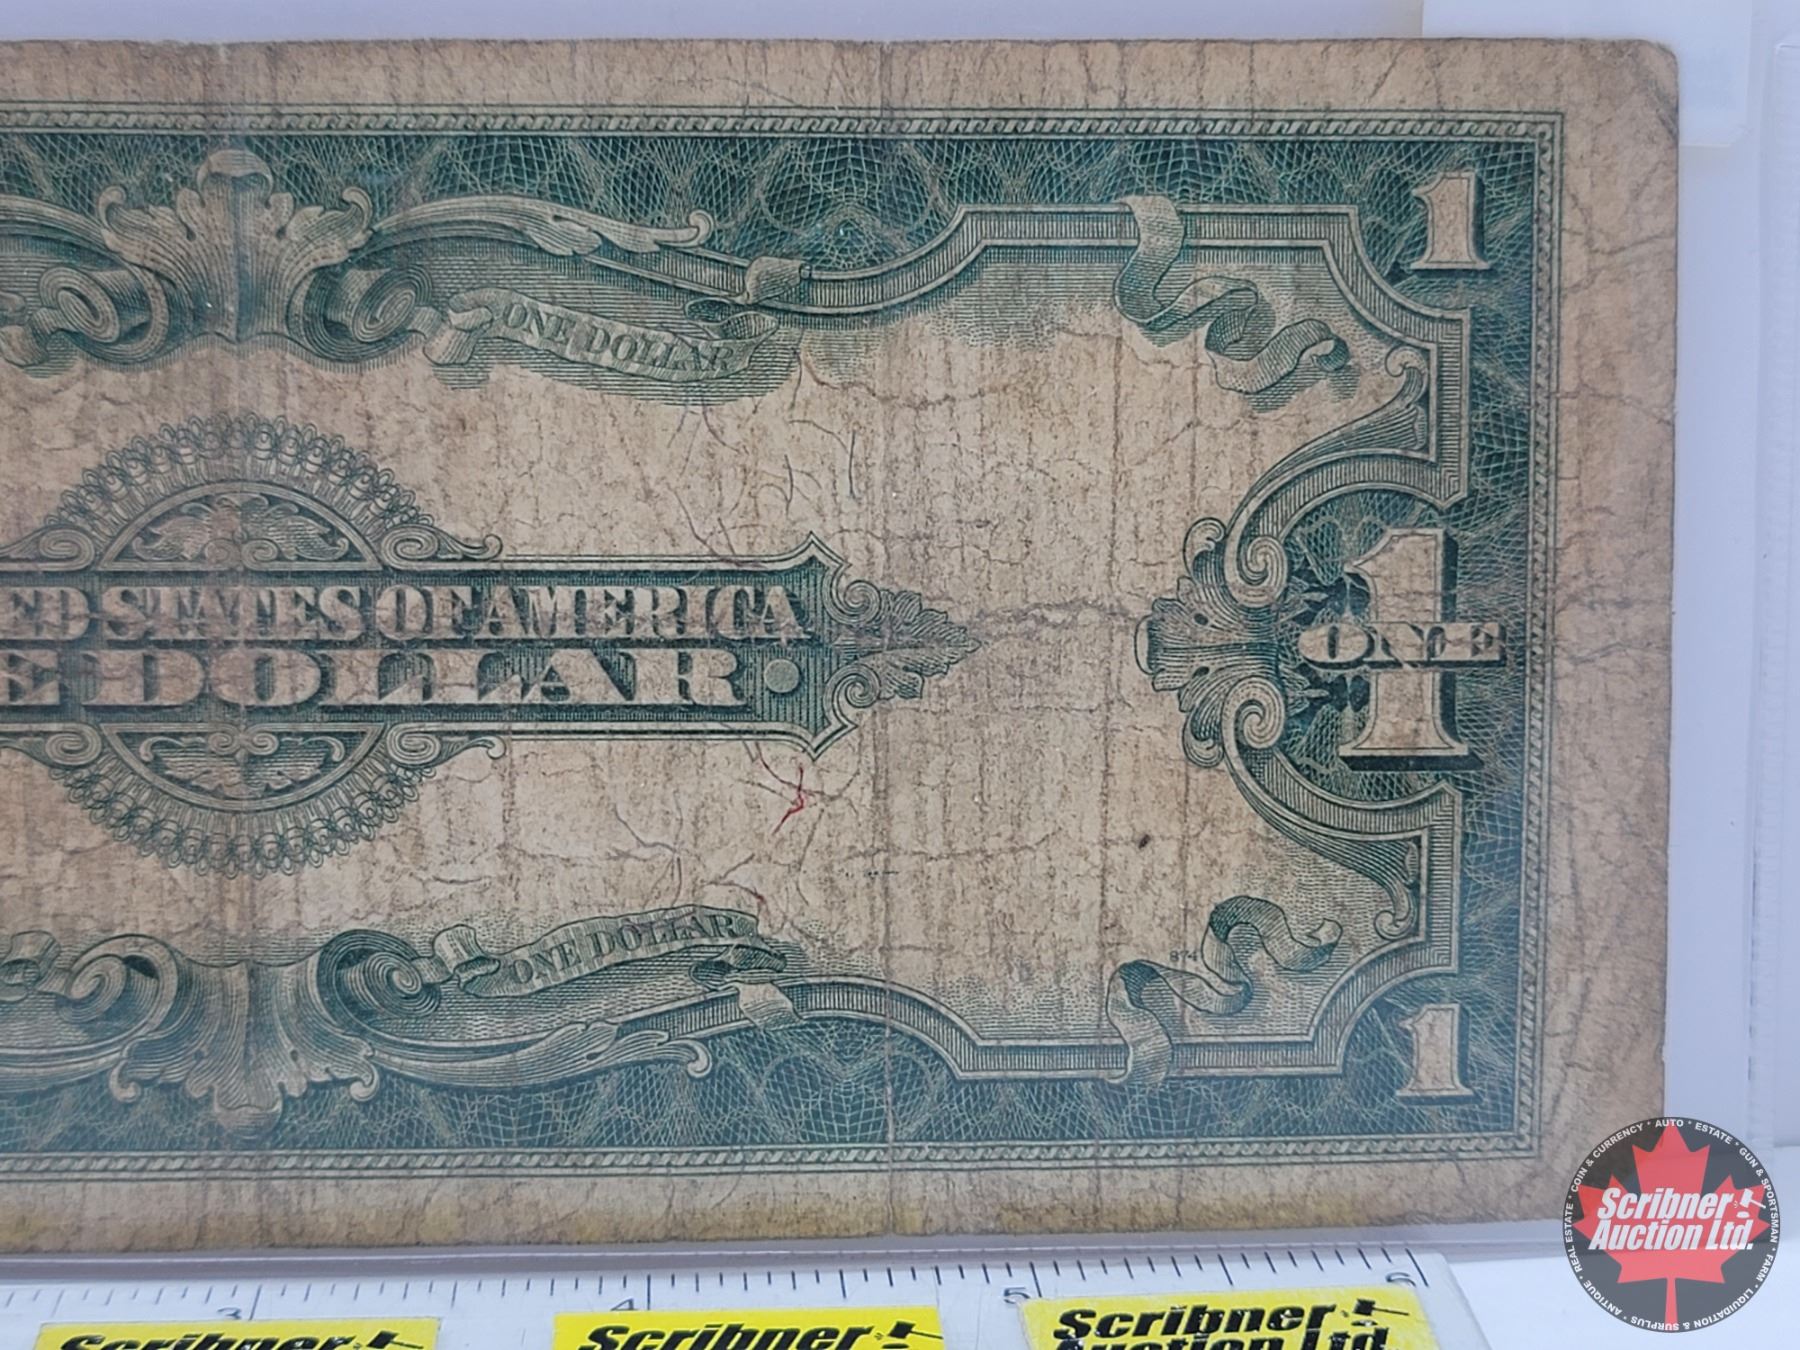 1
ONE DOLLAR
ED STATES OF AMERICA
E DOLLAR
1
ONE
ONE DOLLAR
874
1
3 4 5 6
Scribner
Scribner
Scribner
Auction Ltd.
COIN & CURRENCY * AUTO * ESTATE * GUN & SPORTSMAN * FARM * LIQUIDATION & SURPLUS * ANTIQUE * REAL ESTATE *
Scribner
Auction Ltd.